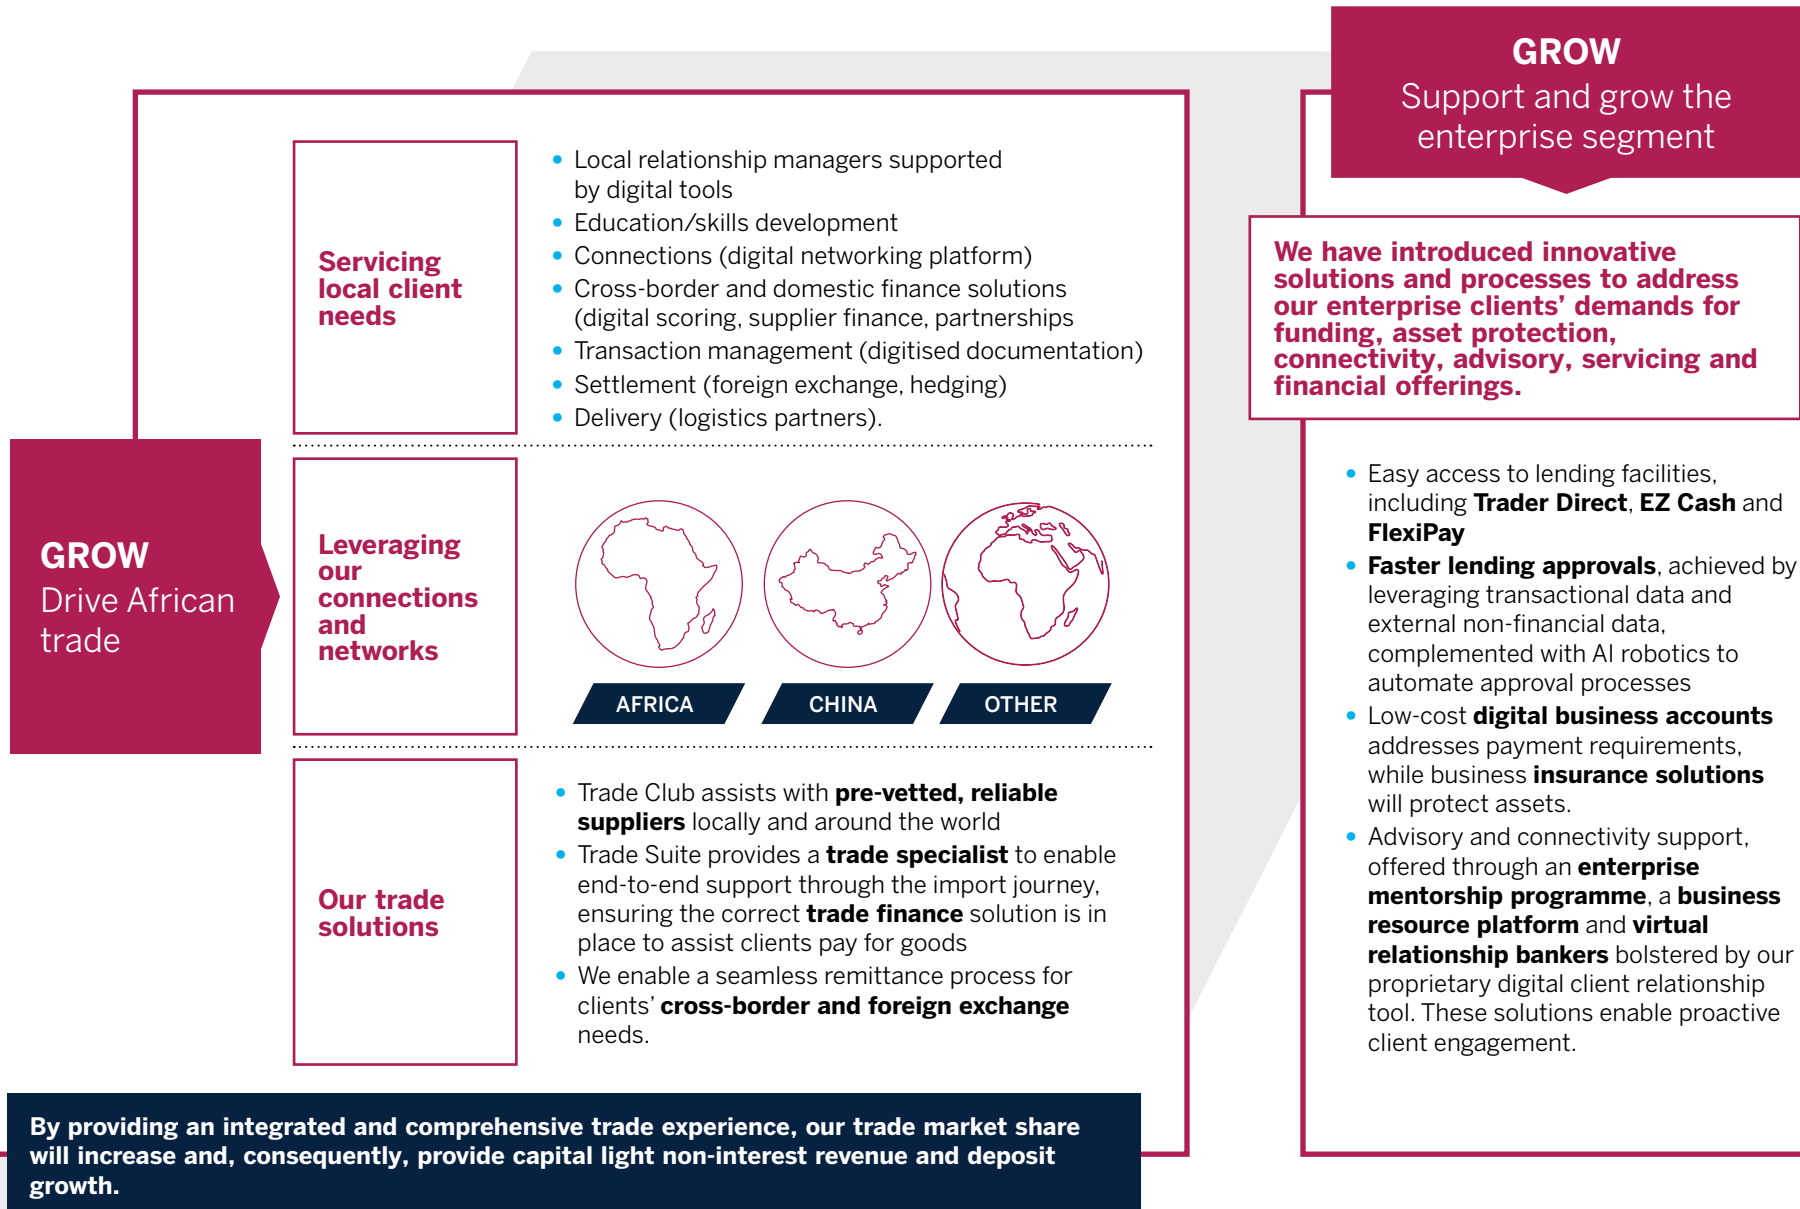 GROW
Drive African
trade
Servicing
local client
needs
• Local relationship managers supported
by digital tools
• Education/skills development
• Connections (digital networking platform)
• Cross-border and domestic finance solutions
(digital scoring, supplier finance, partnerships
• Transaction management (digitised documentation)
• Settlement (foreign exchange, hedging)
• Delivery (logistics partners).
Leveraging
our
connections
and
networks
AFRICA
CHINA
OTHER
Our trade
solutions
• Trade Club assists with pre-vetted, reliable
suppliers locally and around the world
• Trade Suite provides a trade specialist to enable
end-to-end support through the import journey,
ensuring the correct trade finance solution is in
place to assist clients pay for goods
• We enable a seamless remittance process for
clients’ cross-border and foreign exchange
needs.
By providing an integrated and comprehensive trade experience, our trade market share
will increase and, consequently, provide capital light non-interest revenue and deposit
growth.
GROW
Support and grow the
enterprise segment
We have introduced innovative
solutions and processes to address
our enterprise clients’ demands for
funding, asset protection,
connectivity, advisory, servicing and
financial offerings.
• Easy access to lending facilities,
including Trader Direct, EZ Cash and
FlexiPay
• Faster lending approvals, achieved by
leveraging transactional data and
external non-financial data,
complemented with AI robotics to
automate approval processes
• Low-cost digital business accounts
addresses payment requirements,
while business insurance solutions
will protect assets.
• Advisory and connectivity support,
offered through an enterprise
mentorship programme, a business
resource platform and virtual
relationship bankers bolstered by our
proprietary digital client relationship
tool. These solutions enable proactive
client engagement.